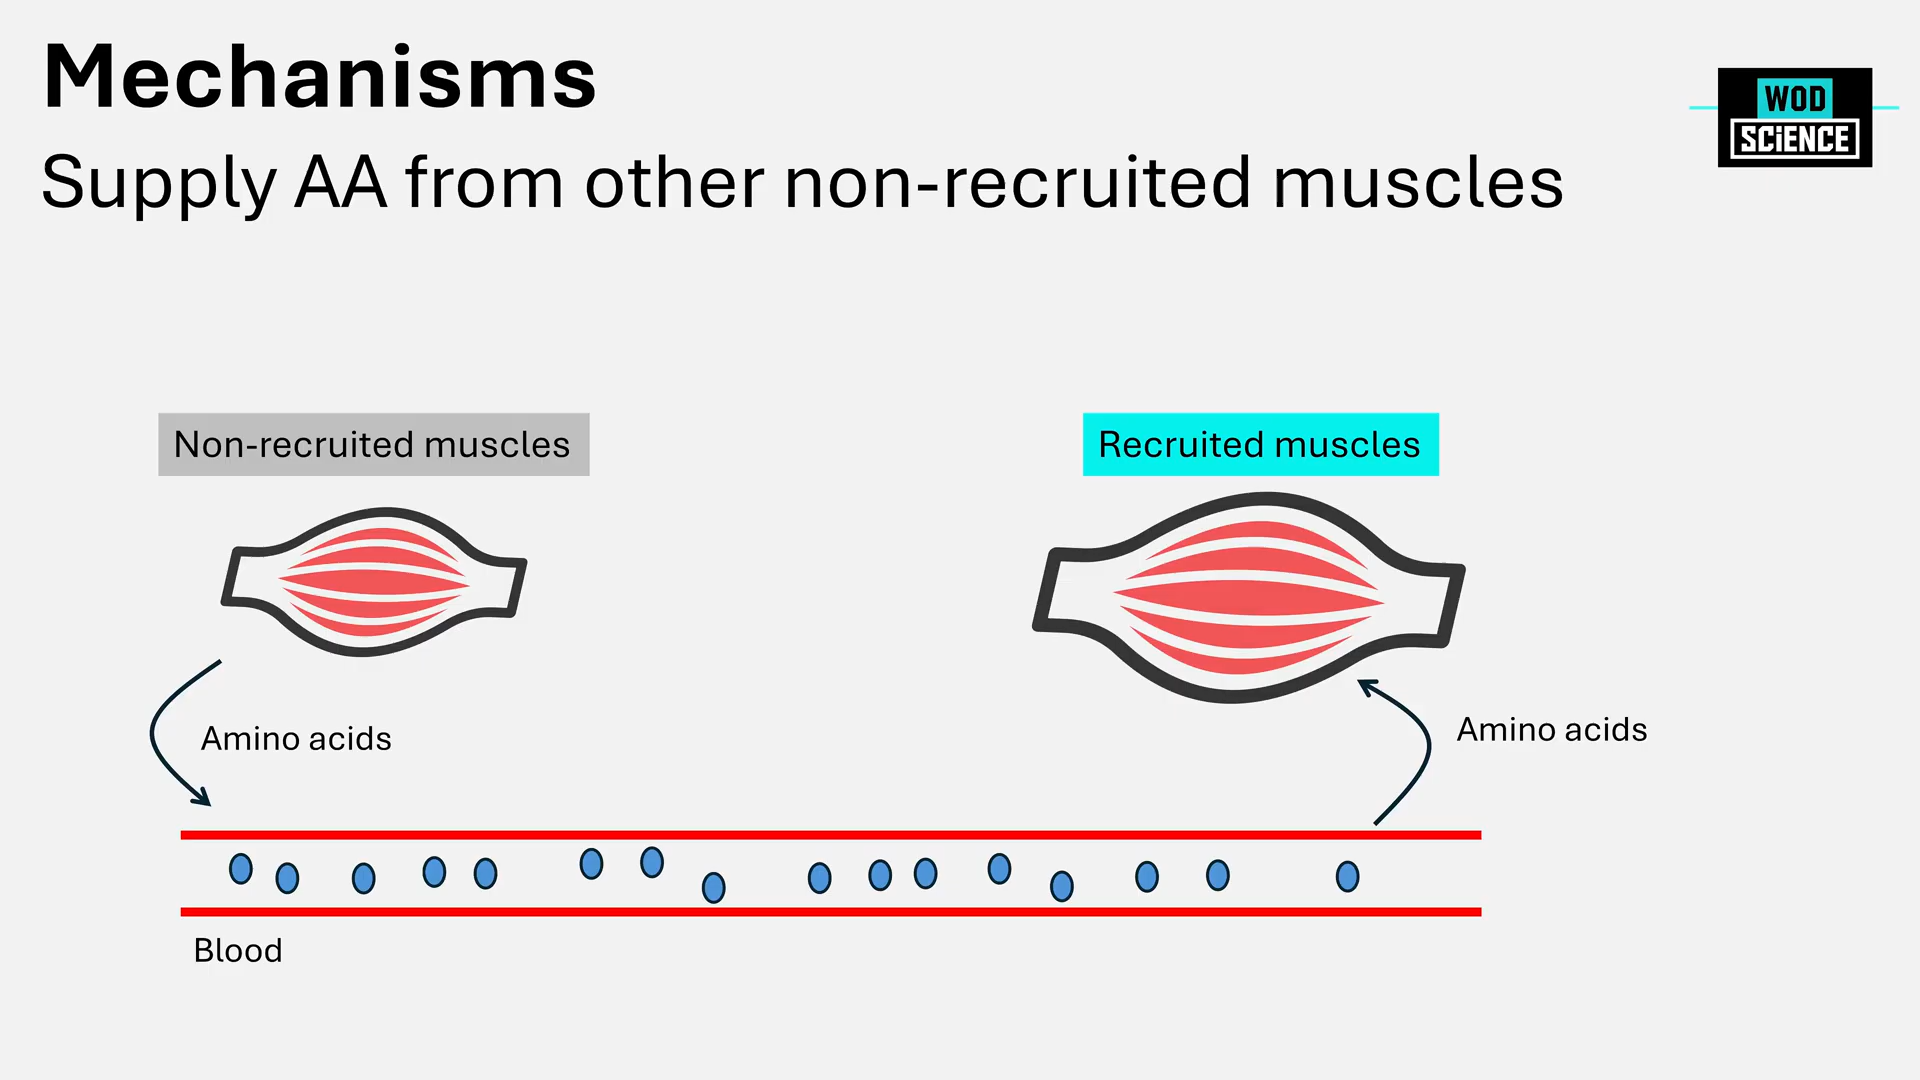 Mechanisms
Supply AA from other non-recruited muscles
WOD
SCiENCE
Non-recruited muscles
Recruited muscles
Amino acids
Amino acids
Blood